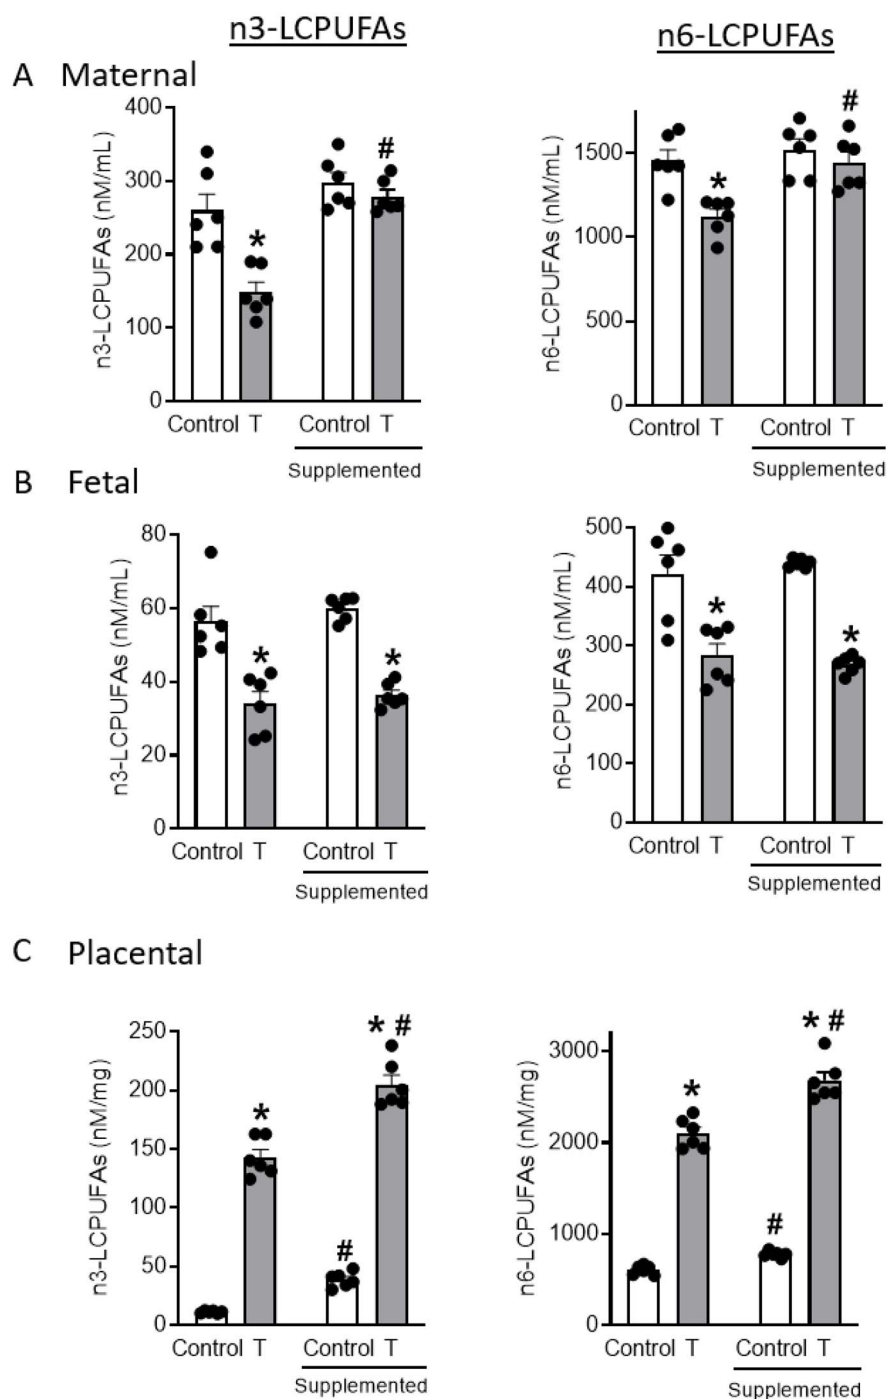 n3-LCPUFAs
n6-LCPUFAs
A Maternal
n3-LCPUFAs (nM/mL)
400
300
200
100
0
*
#
Control T
Control T
Supplemented
n6-LCPUFAs (nM/mL)
1500
1000
500
0
*
#
Control T
Control T
Supplemented
B Fetal
n3-LCPUFAs (nM/mL)
80
60
40
20
0
*
*
Control T
Control T
Supplemented
n6-LCPUFAs (nM/mL)
500
400
300
200
100
0
*
*
Control T
Control T
Supplemented
C Placental
n3-LCPUFAs (nM/mg)
250
200
150
100
50
0
*
#
* #
Control T
Control T
Supplemented
n6-LCPUFAs (nM/mg)
3000
2000
1000
0
*
#
* #
Control T
Control T
Supplemented